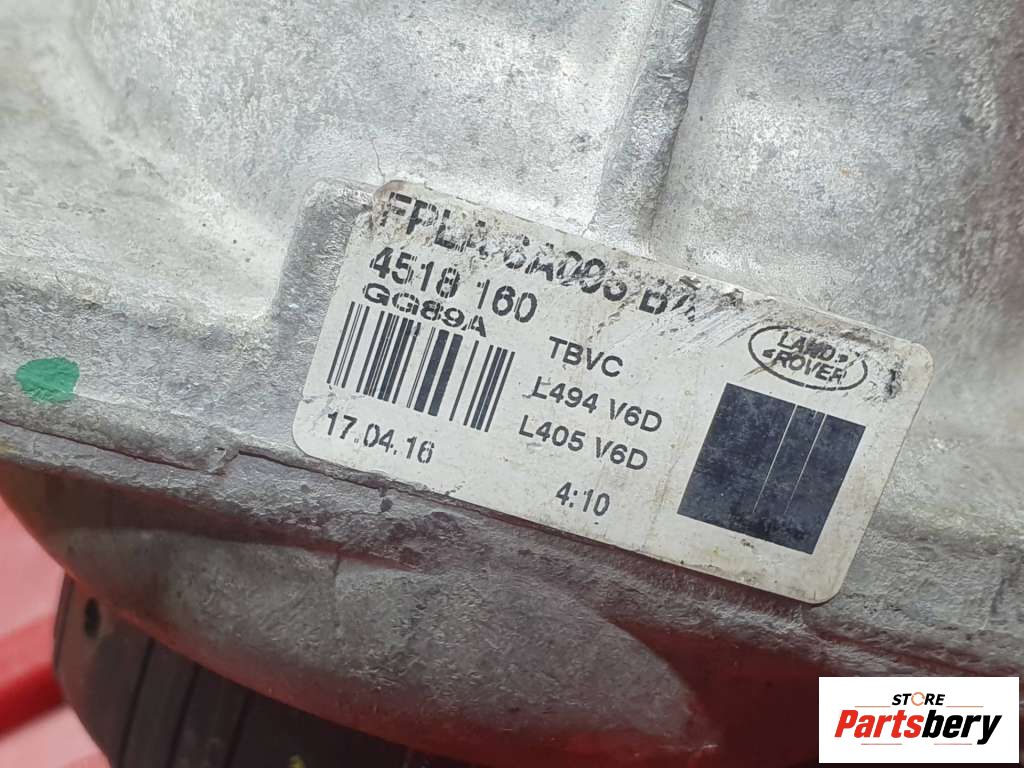 4518 160
GG89A
TBVC
L494 V6D
L405 V6D
17.04.16
4:10
LAND
ROVER
STORE
Partsbery